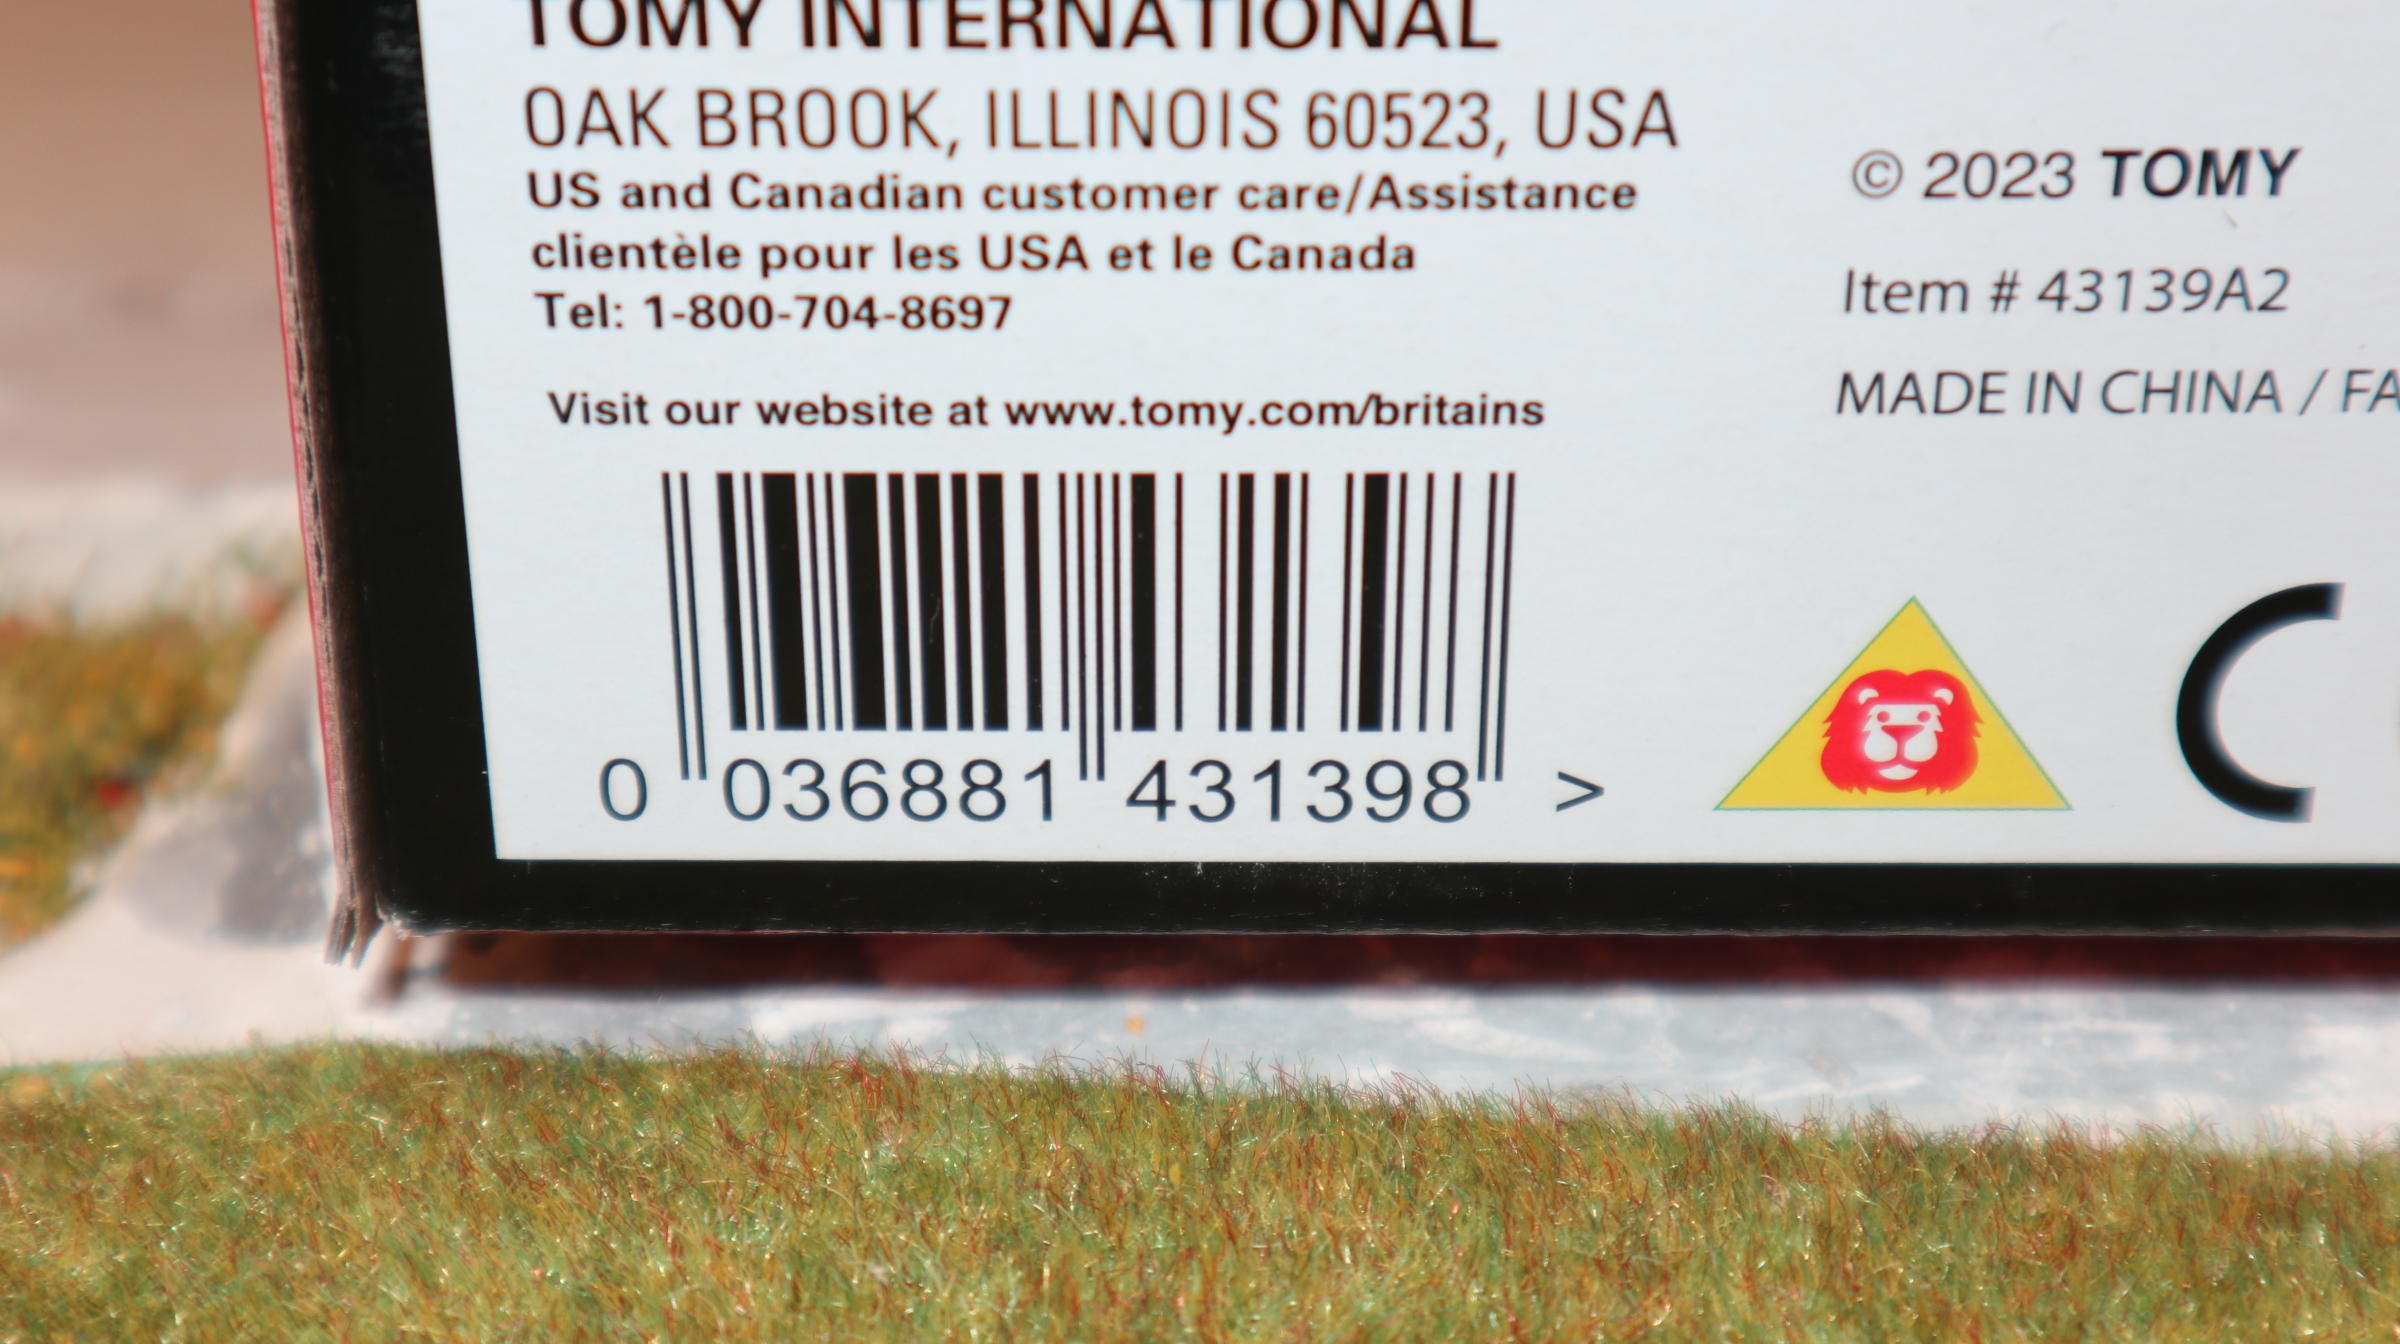 TOMY INTERNATIONAL
OAK BROOK, ILLINOIS 60523, USA
US and Canadian customer care/Assistance
clientèle pour les USA et le Canada
Tel: 1-800-704-8697
Visit our website at www.tomy.com/britains
0 036881 431398 >
© 2023 TOMY
Item # 43139A2
MADE IN CHINA / FA
C